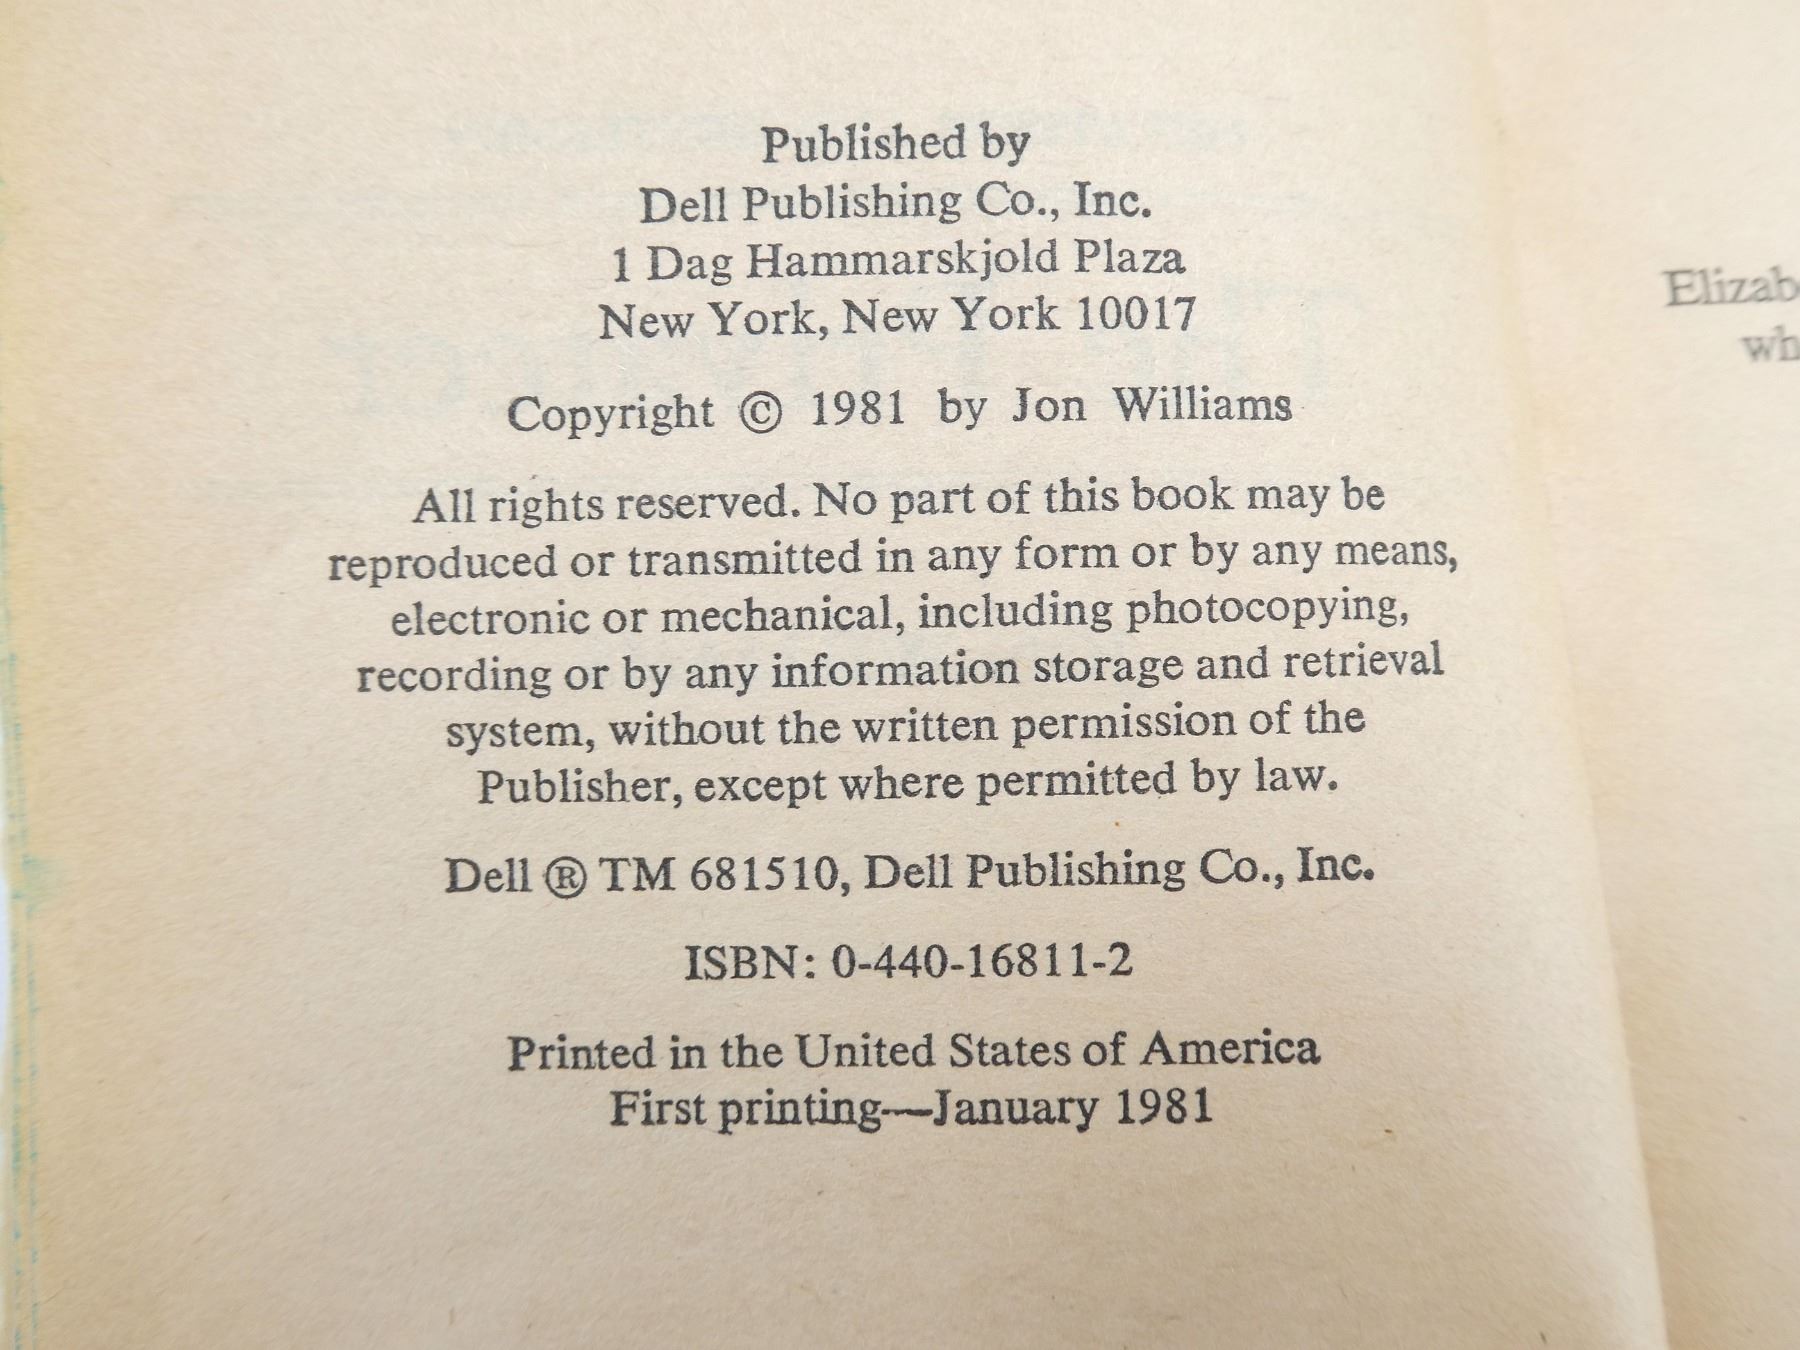 Published by
Dell Publishing Co., Inc.
1 Dag Hammarskjold Plaza
New York, New York 10017
Copyright © 1981 by Jon Williams
All rights reserved. No part of this book may be
reproduced or transmitted in any form or by any means,
electronic or mechanical, including photocopying,
recording or by any information storage and retrieval
system, without the written permission of the
Publisher, except where permitted by law.
Dell ® TM 681510, Dell Publishing Co., Inc.
ISBN: 0-440-16811-2
Printed in the United States of America
First printing—January 1981